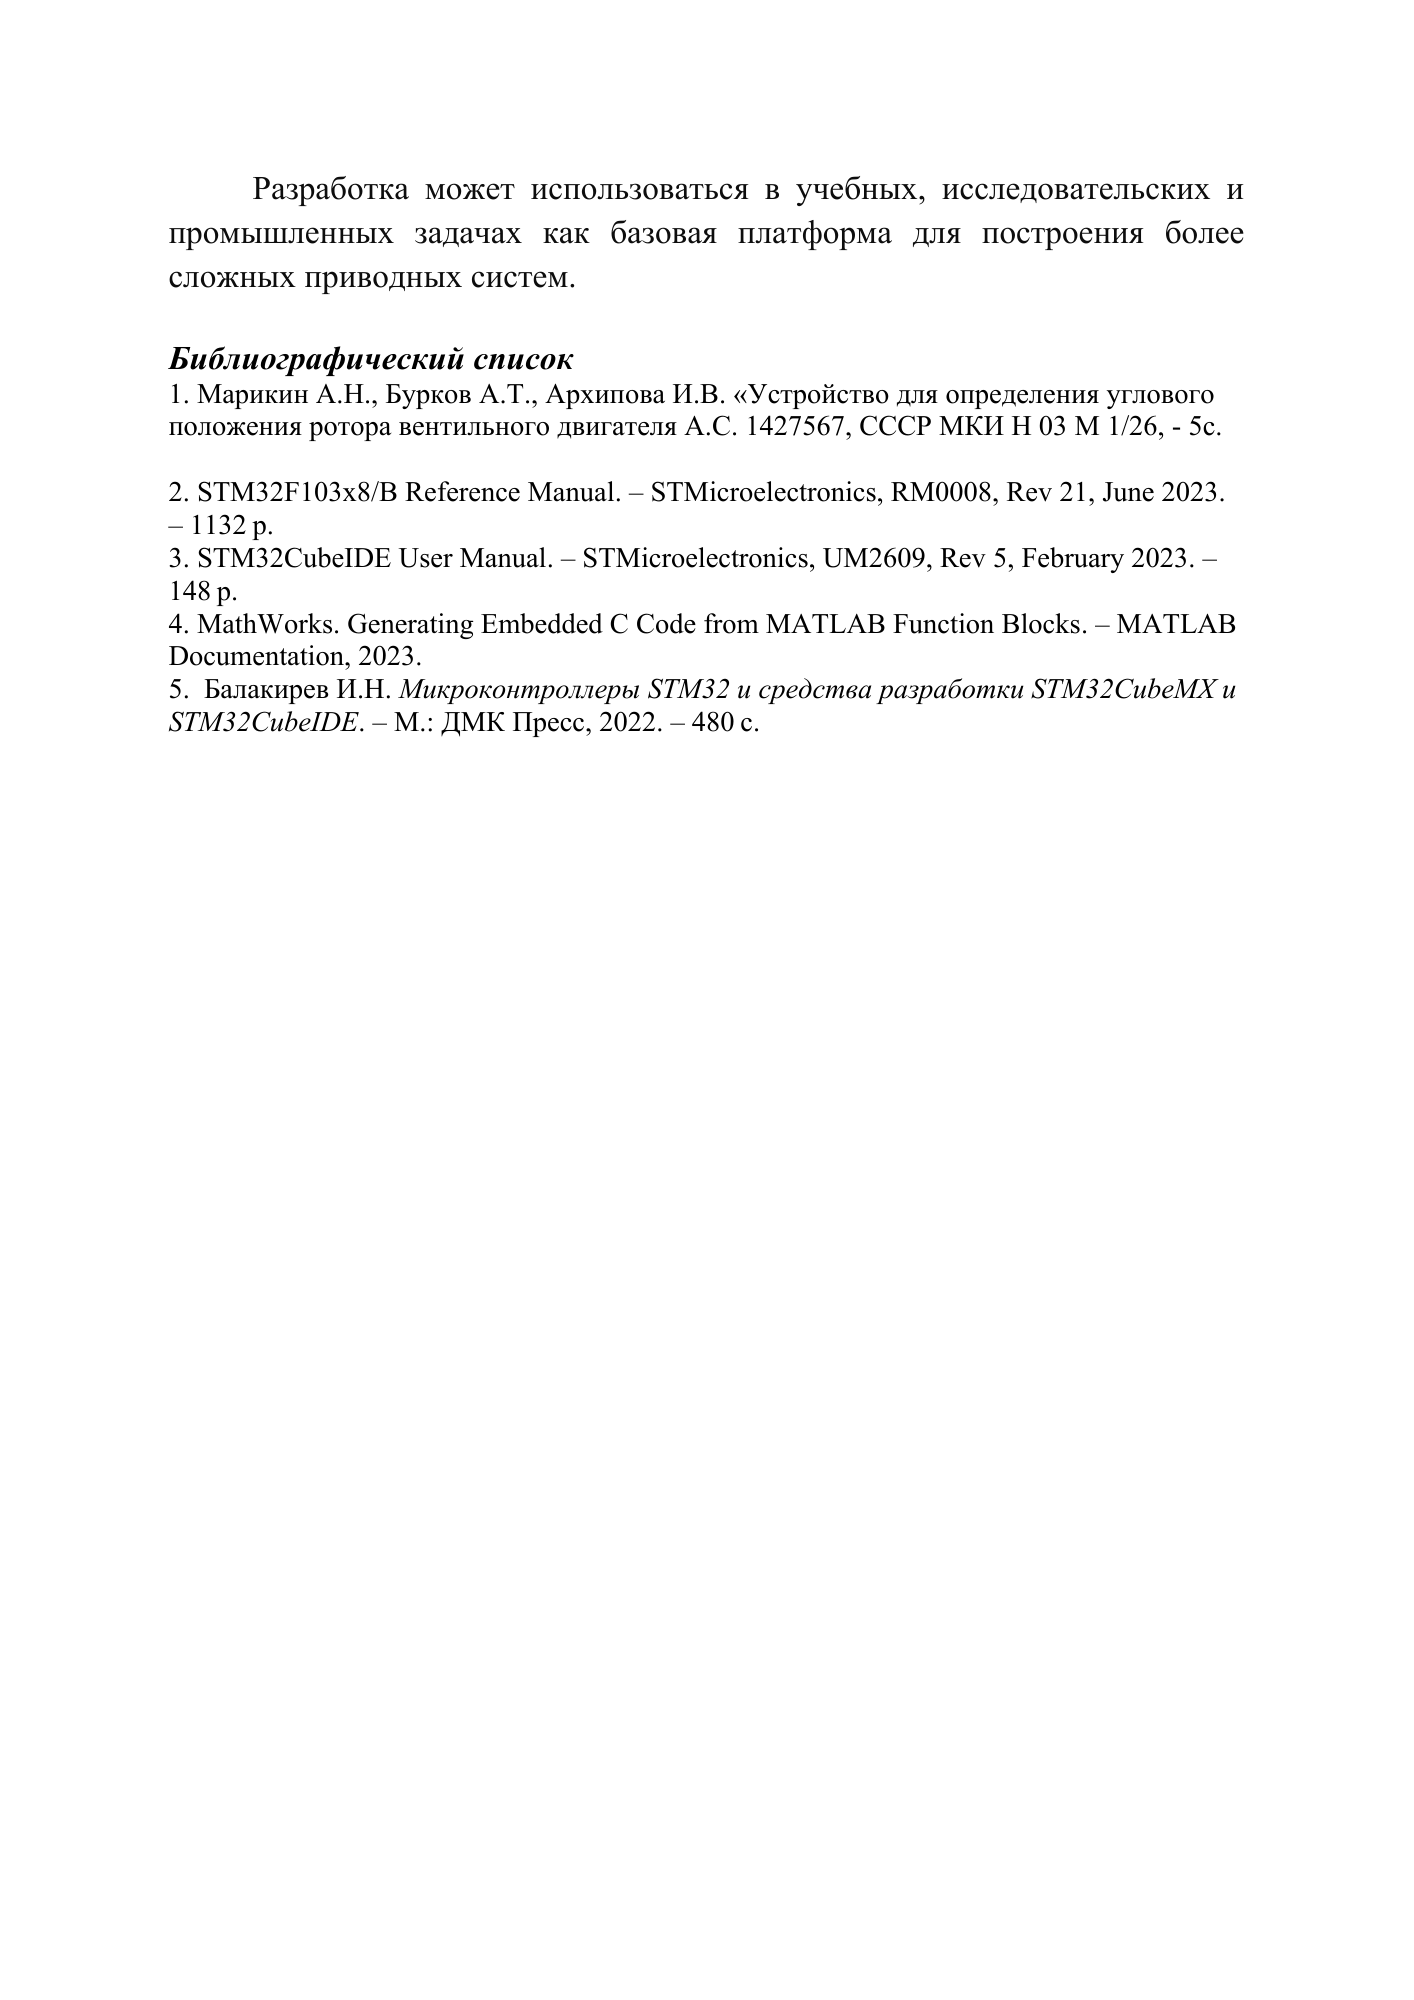 Разработка может использоваться в учебных, исследовательских и
промышленных задачах как базовая платформа для построения более
сложных приводных систем.
Библиографический список
1. Марикин А.Н., Бурков А.Т., Архипова И.В. «Устройство для определения углового
положения ротора вентильного двигателя А.С. 1427567, СССР МКИ Н 03 М 1/26, - 5с.
2. STM32F103x8/B Reference Manual. – STMicroelectronics, RM0008, Rev 21, June 2023.
– 1132 p.
3. STM32CubeIDE User Manual. – STMicroelectronics, UM2609, Rev 5, February 2023. –
148 p.
4. MathWorks. Generating Embedded C Code from MATLAB Function Blocks. – MATLAB
Documentation, 2023.
5.  Балакирев И.Н. Микроконтроллеры STM32 и средства разработки STM32CubeMX и
STM32CubeIDE. – М.: ДМК Пресс, 2022. – 480 с.